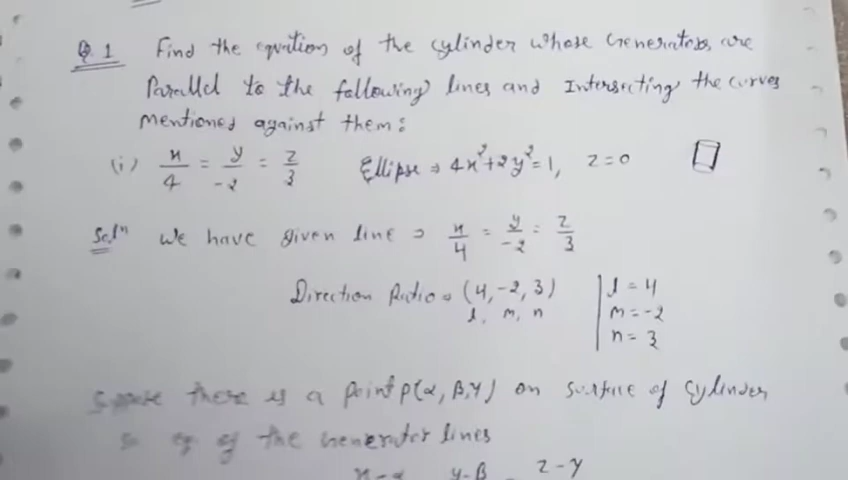 Q.1 Find the equation of the cylinder whose Generators are
Parallel to the following lines and Intersecting the curves
mentioned against them:
(i) x/4 = y/-2 = z/3 Ellipse ⇒ 4x²+2y²=1, z=0
Solⁿ We have given line ⇒ x/4 = y/-2 = z/3
Direction Ratio ⇒ (4,-2,3) l = 4
l, m, n m = -2
n = 3
Suppose there is a point P(α, β, γ) on surface of cylinder
so eq. of the Generator lines
x-α y-β z-γ